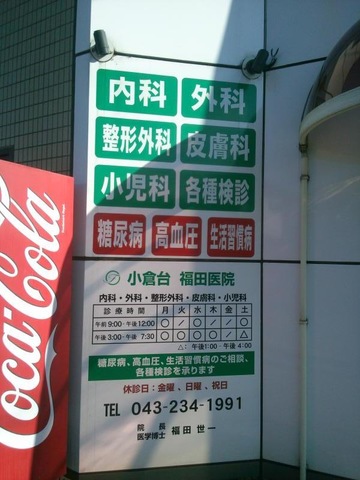 内科 外科
整形外科 皮膚科
小児科 各種検診
糖尿病 高血圧 生活習慣病
小倉台 福田医院
内科・外科・整形外科・皮膚科・小児科
診療時間 月 火 水 木 金 土
午前9:00〜午後12:00 ○ ○ ○ ○ / ○
午後3:00〜午後7:30 ○ ○ ○ ○ / △
△：午後1:00〜午後4:00
糖尿病、高血圧、生活習慣病のご相談、
各種検診を承ります
休診日：金曜、日曜、祝日
TEL 043-234-1991
院長
医学博士 福田 世一
Coca-Cola